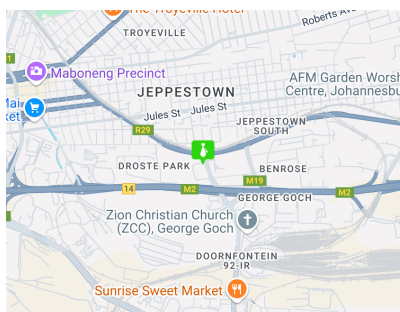 The Troyeville Hotel
Roberts Ave
TROYEVILLE
Maboneng Precinct
AFM Garden Worsh
Centre, Johannesbu
JEPPESTOWN
Jules St
Jules St
Mai
ket
R29
JEPPESTOWN
SOUTH
DROSTE PARK
BENROSE
M19
14
M2
M2
GEORGE GOCH
Zion Christian Church
(ZCC), George Goch
DOORNFONTEIN
92-IR
Sunrise Sweet Market